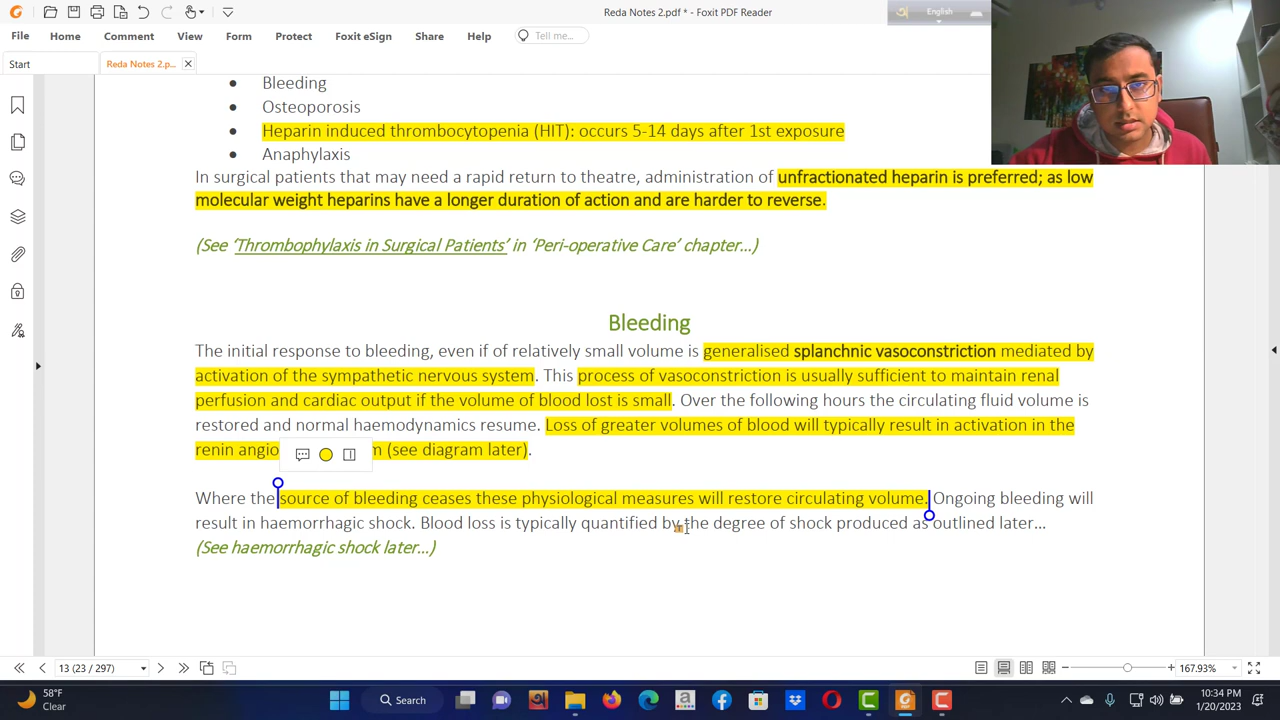 Reda Notes 2.pdf * - Foxit PDF Reader
English
File Home Comment View Form Protect Foxit eSign Share Help Tell me...
Start Reda Notes 2.p...
● Bleeding
● Osteoporosis
● Heparin induced thrombocytopenia (HIT): occurs 5-14 days after 1st exposure
● Anaphylaxis
In surgical patients that may need a rapid return to theatre, administration of unfractionated heparin is preferred; as low
molecular weight heparins have a longer duration of action and are harder to reverse.
(See ‘Thrombophylaxis in Surgical Patients’ in ‘Peri-operative Care’ chapter…)
Bleeding
The initial response to bleeding, even if of relatively small volume is generalised splanchnic vasoconstriction mediated by
activation of the sympathetic nervous system. This process of vasoconstriction is usually sufficient to maintain renal
perfusion and cardiac output if the volume of blood lost is small. Over the following hours the circulating fluid volume is
restored and normal haemodynamics resume. Loss of greater volumes of blood will typically result in activation in the
renin angio m (see diagram later).
Where the source of bleeding ceases these physiological measures will restore circulating volume. Ongoing bleeding will
result in haemorrhagic shock. Blood loss is typically quantified by the degree of shock produced as outlined later…
(See haemorrhagic shock later…)
13 (23 / 297) 167.93%
58°F
Clear
Search
10:34 PM
1/20/2023